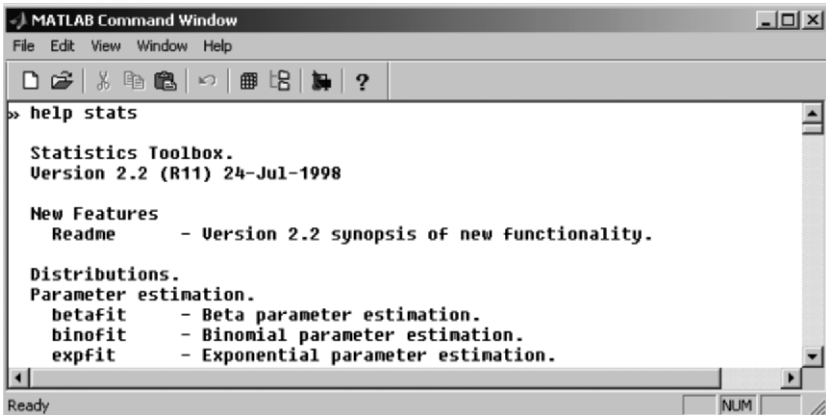 MATLAB Command Window
File Edit View Window Help
» help stats
Statistics Toolbox.
Version 2.2 (R11) 24-Jul-1998
New Features
Readme - Version 2.2 synopsis of new functionality.
Distributions.
Parameter estimation.
betafit - Beta parameter estimation.
binofit - Binomial parameter estimation.
expfit - Exponential parameter estimation.
Ready NUM